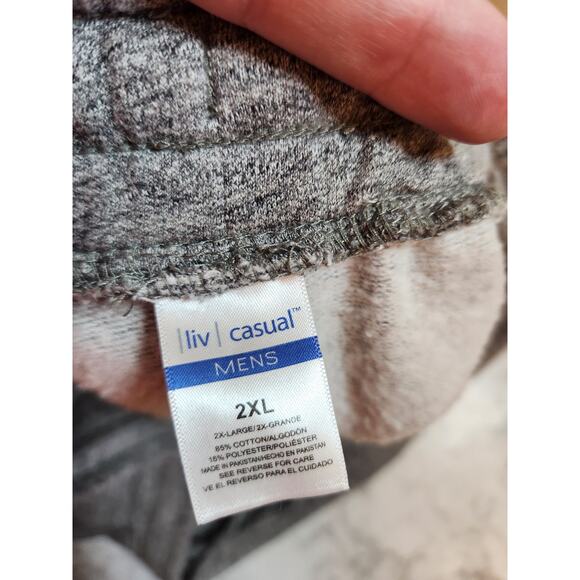 |liv| casual™
MENS
2XL
2X-LARGE/2X-GRANDE
85% COTTON/ALGODÓN
15% POLYESTER/POLIÉSTER
MADE IN PAKISTAN/HECHO EN PAKISTAN
SEE REVERSE FOR CARE
VE EL REVERSO PARA EL CUIDADO